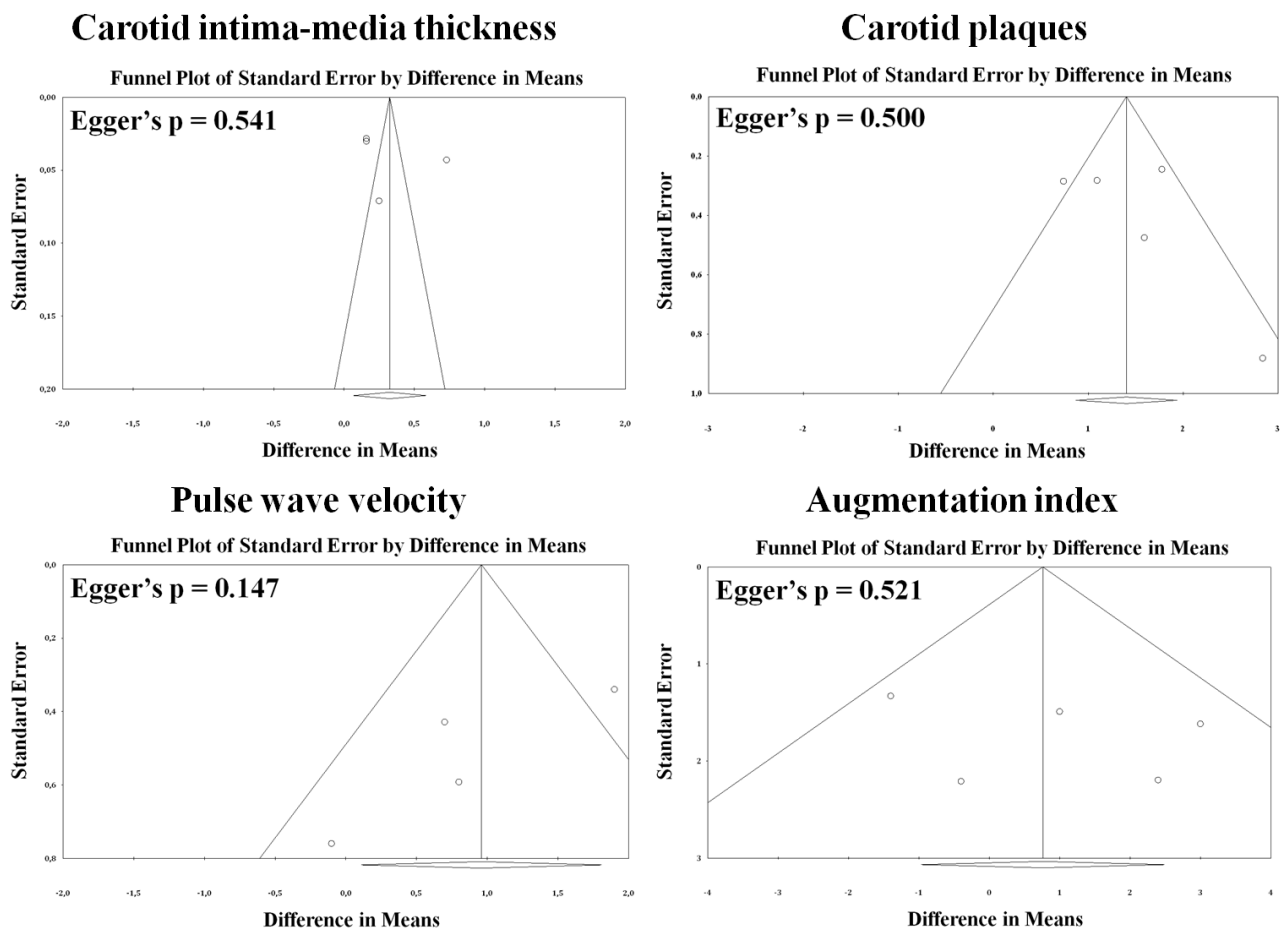 Carotid intima-media thickness
Funnel Plot of Standard Error by Difference in Means
Egger's p = 0.541
Standard Error
0,00
0,05
0,10
0,15
0,20
-2,0 -1,5 -1,0 -0,5 0,0 0,5 1,0 1,5 2,0
Difference in Means
Carotid plaques
Funnel Plot of Standard Error by Difference in Means
Egger's p = 0.500
Standard Error
0,0
0,2
0,4
0,6
0,8
1,0
-3 -2 -1 0 1 2 3
Difference in Means
Pulse wave velocity
Funnel Plot of Standard Error by Difference in Means
Egger's p = 0.147
Standard Error
0,0
0,2
0,4
0,6
0,8
-2,0 -1,5 -1,0 -0,5 0,0 0,5 1,0 1,5 2,0
Difference in Means
Augmentation index
Funnel Plot of Standard Error by Difference in Means
Egger's p = 0.521
Standard Error
0
1
2
3
-4 -3 -2 -1 0 1 2 3 4
Difference in Means